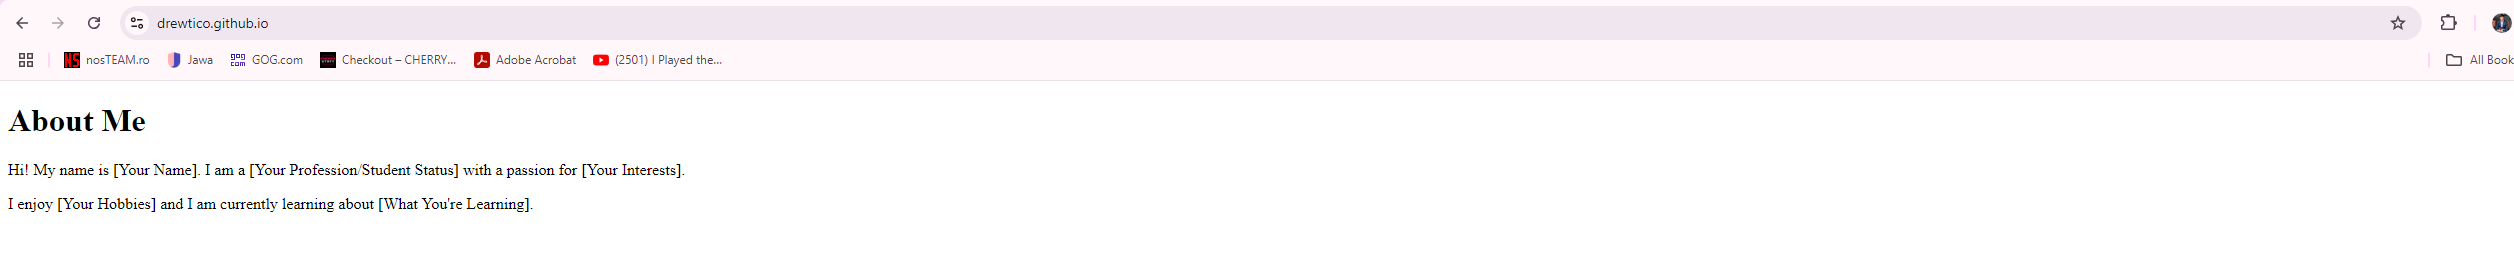 drewtico.github.io
nosTEAM.ro
Jawa
gog com GOG.com
Checkout – CHERRY...
Adobe Acrobat
(2501) I Played the...
All Book
About Me
Hi! My name is [Your Name]. I am a [Your Profession/Student Status] with a passion for [Your Interests].
I enjoy [Your Hobbies] and I am currently learning about [What You're Learning].